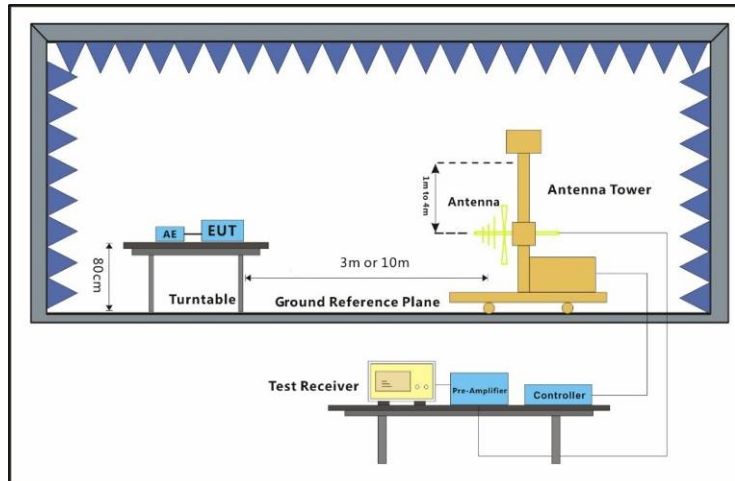 1m to 4m
Antenna
Antenna Tower
AE
EUT
80cm
3m or 10m
Turntable
Ground Reference Plane
Test Receiver
Pre-Amplifier
Controller